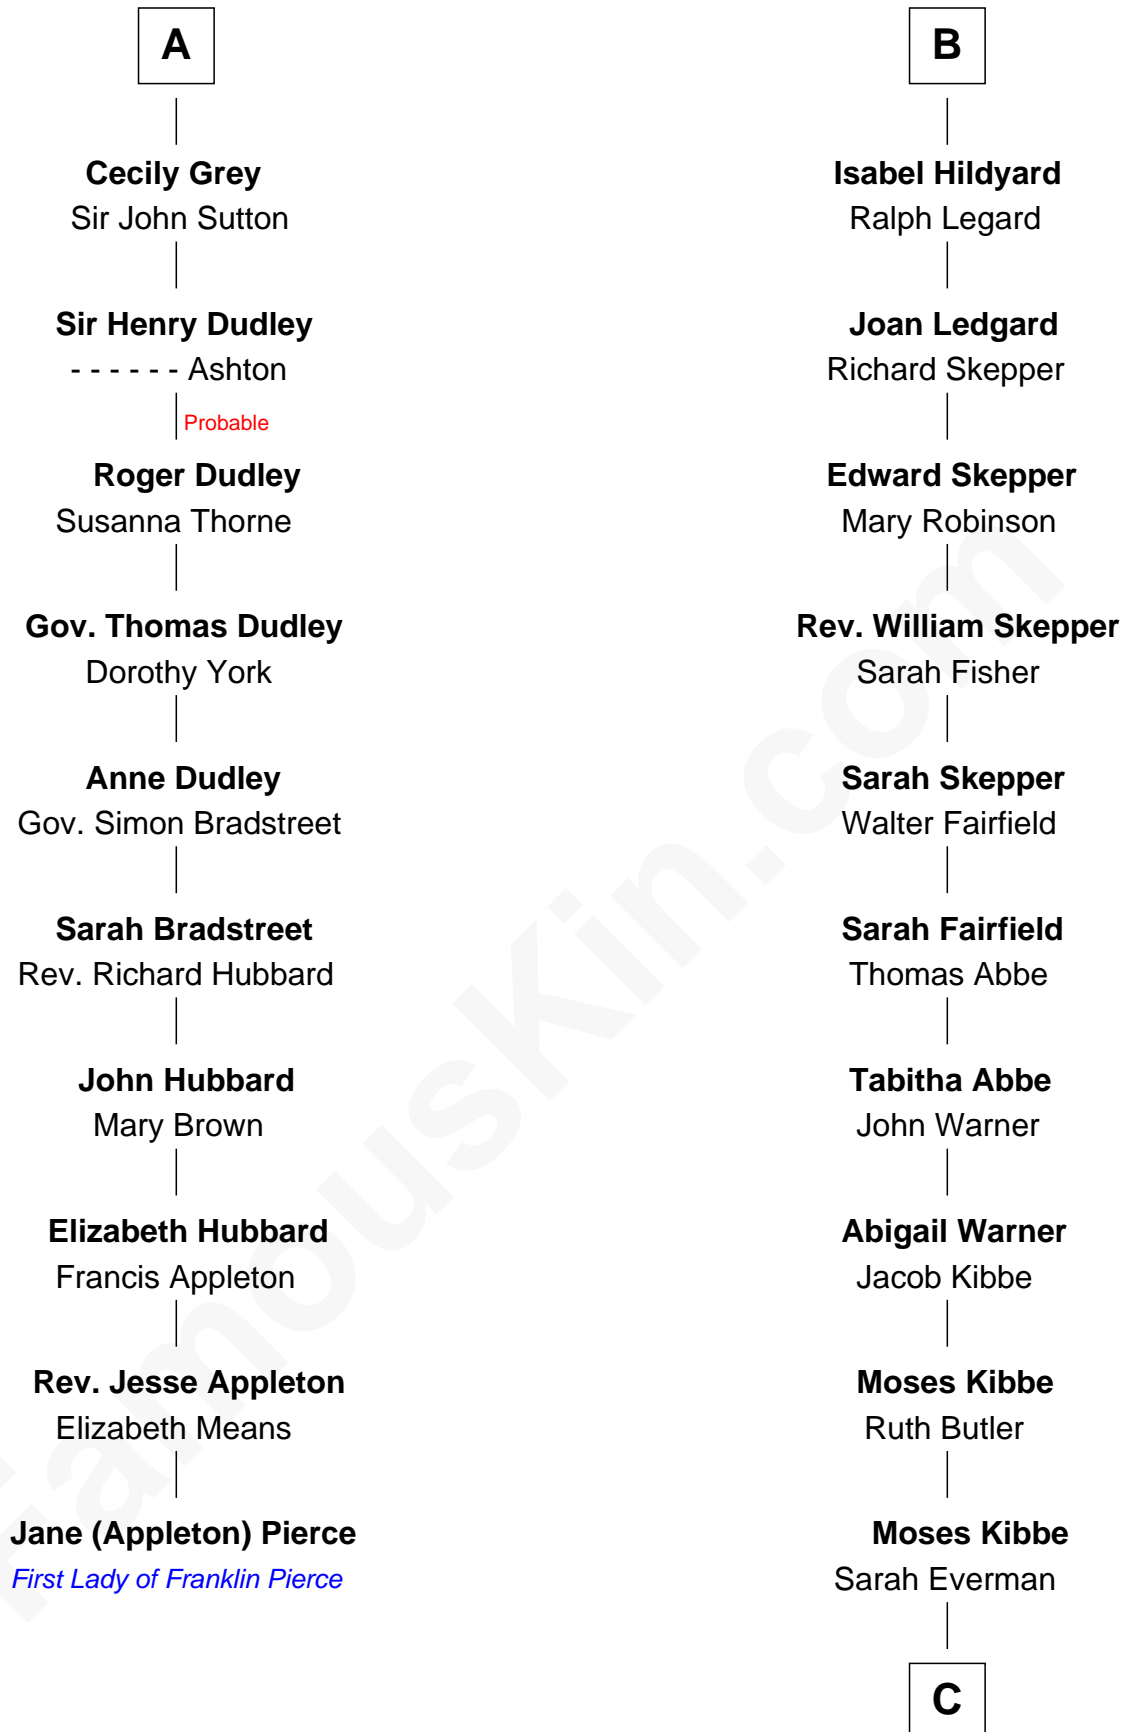 A
Cecily Grey
Sir John Sutton
Sir Henry Dudley
- - - - - - Ashton
Probable
Roger Dudley
Susanna Thorne
Gov. Thomas Dudley
Dorothy York
Anne Dudley
Gov. Simon Bradstreet
Sarah Bradstreet
Rev. Richard Hubbard
John Hubbard
Mary Brown
Elizabeth Hubbard
Francis Appleton
Rev. Jesse Appleton
Elizabeth Means
Jane (Appleton) Pierce
First Lady of Franklin Pierce
B
Isabel Hildyard
Ralph Legard
Joan Ledgard
Richard Skepper
Edward Skepper
Mary Robinson
Rev. William Skepper
Sarah Fisher
Sarah Skepper
Walter Fairfield
Sarah Fairfield
Thomas Abbe
Tabitha Abbe
John Warner
Abigail Warner
Jacob Kibbe
Moses Kibbe
Ruth Butler
Moses Kibbe
Sarah Everman
C
FamousKin.com